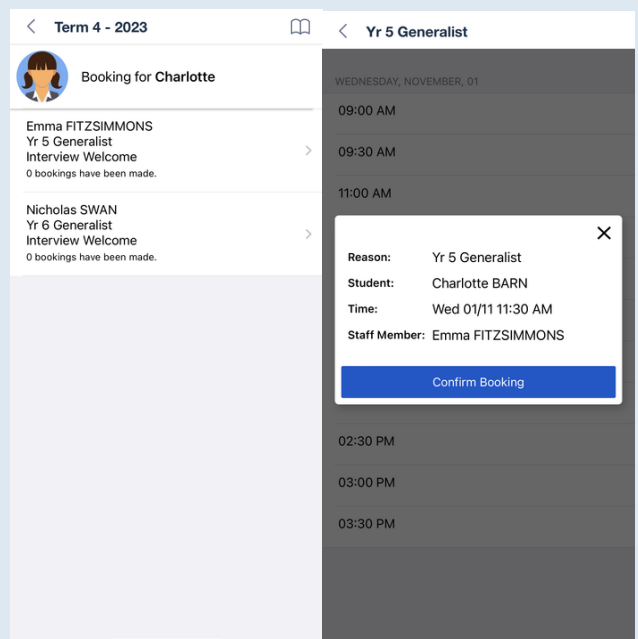 Term 4 - 2023
Booking for Charlotte
Emma FITZSIMMONS
Yr 5 Generalist
Interview Welcome
0 bookings have been made.
Nicholas SWAN
Yr 6 Generalist
Interview Welcome
0 bookings have been made.
Yr 5 Generalist
WEDNESDAY, NOVEMBER, 01
09:00 AM
09:30 AM
11:00 AM
Reason: Yr 5 Generalist
Student: Charlotte BARN
Time: Wed 01/11 11:30 AM
Staff Member: Emma FITZSIMMONS
Confirm Booking
02:30 PM
03:00 PM
03:30 PM